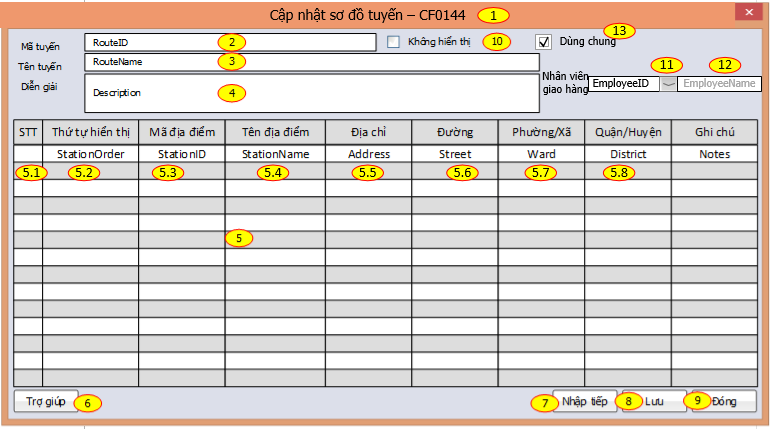 Cập nhật sơ đồ tuyến – CF0144 1
13
Mã tuyến RouteID 2 Không hiển thị 10 Dùng chung
Tên tuyến RouteName 3
Diễn giải Description 4
Nhân viên giao hàng EmployeeID 11 EmployeeName 12
STT Thứ tự hiển thị Mã địa điểm Tên địa điểm Địa chỉ Đường Phường/Xã Quận/Huyện Ghi chú
StationOrder StationID StationName Address Street Ward District Notes
5.1 5.2 5.3 5.4 5.5 5.6 5.7 5.8
5
Trợ giúp 6 7 Nhập tiếp 8 Lưu 9 Đóng